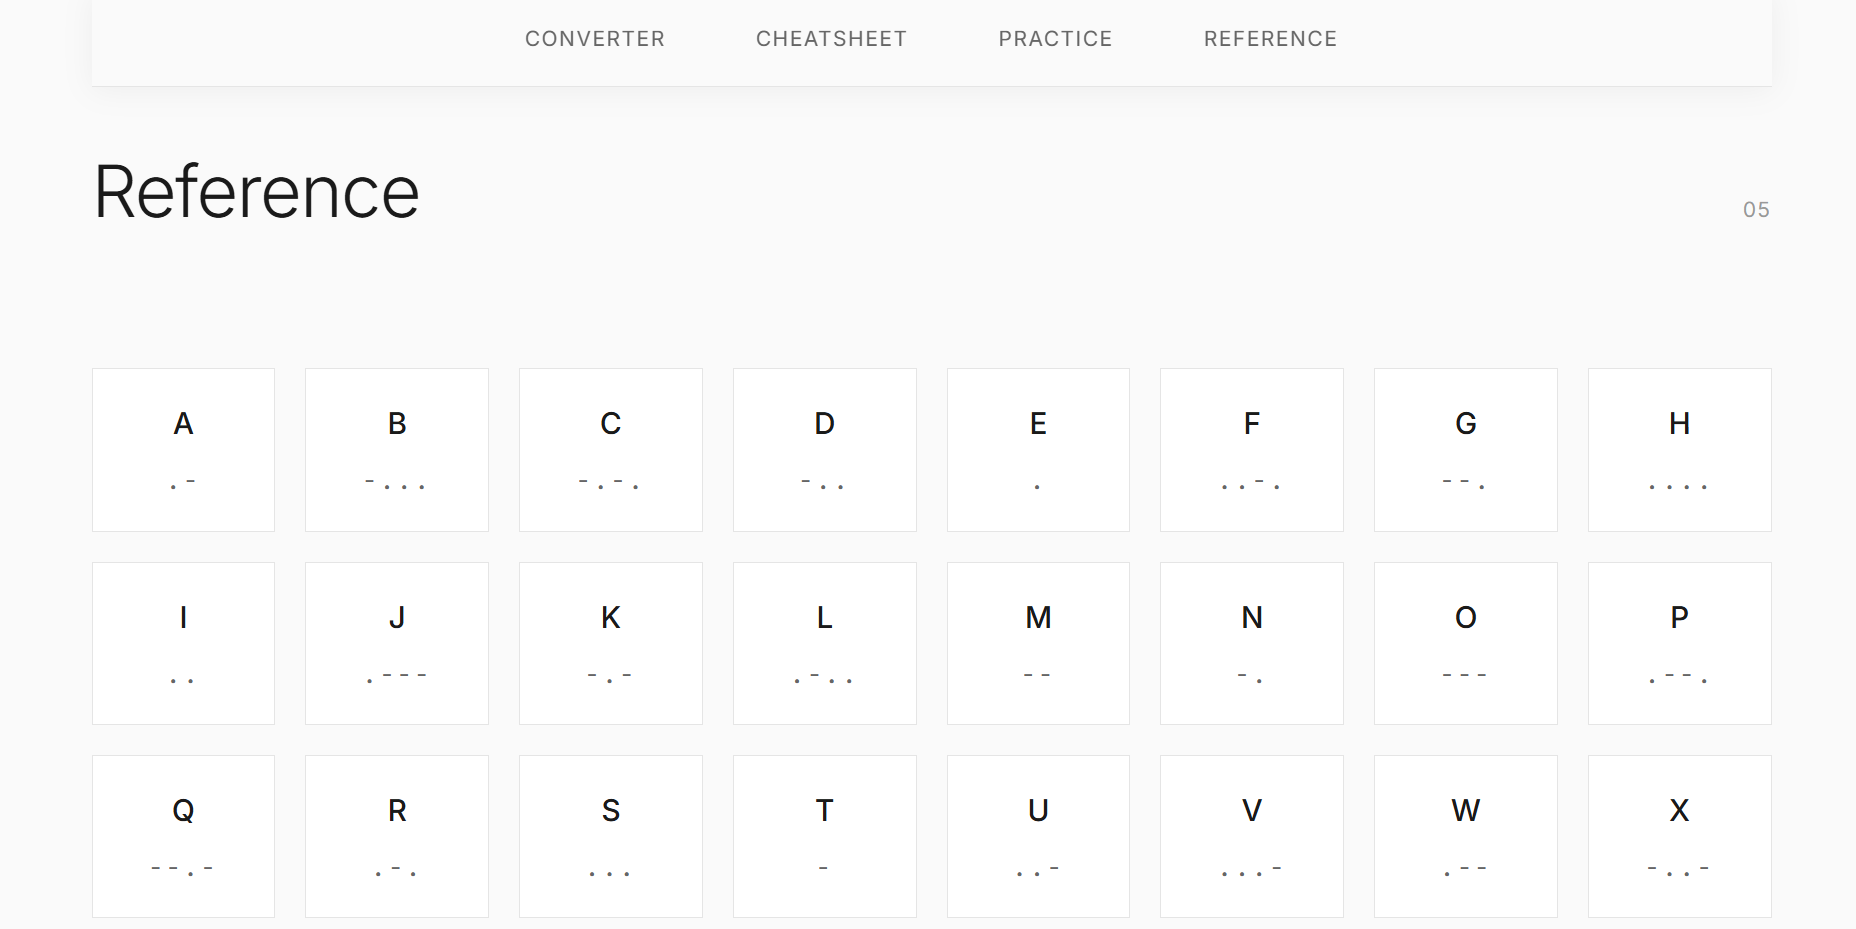 CONVERTER CHEATSHEET PRACTICE REFERENCE
Reference
05
A B C D E F G H
.- -... -.-. -.. . ..-. --. ....
I J K L M N O P
.. .--- -.- .-.. -- -. --- .--.
Q R S T U V W X
--.- .-. ... - ..- ...- .-- -..-